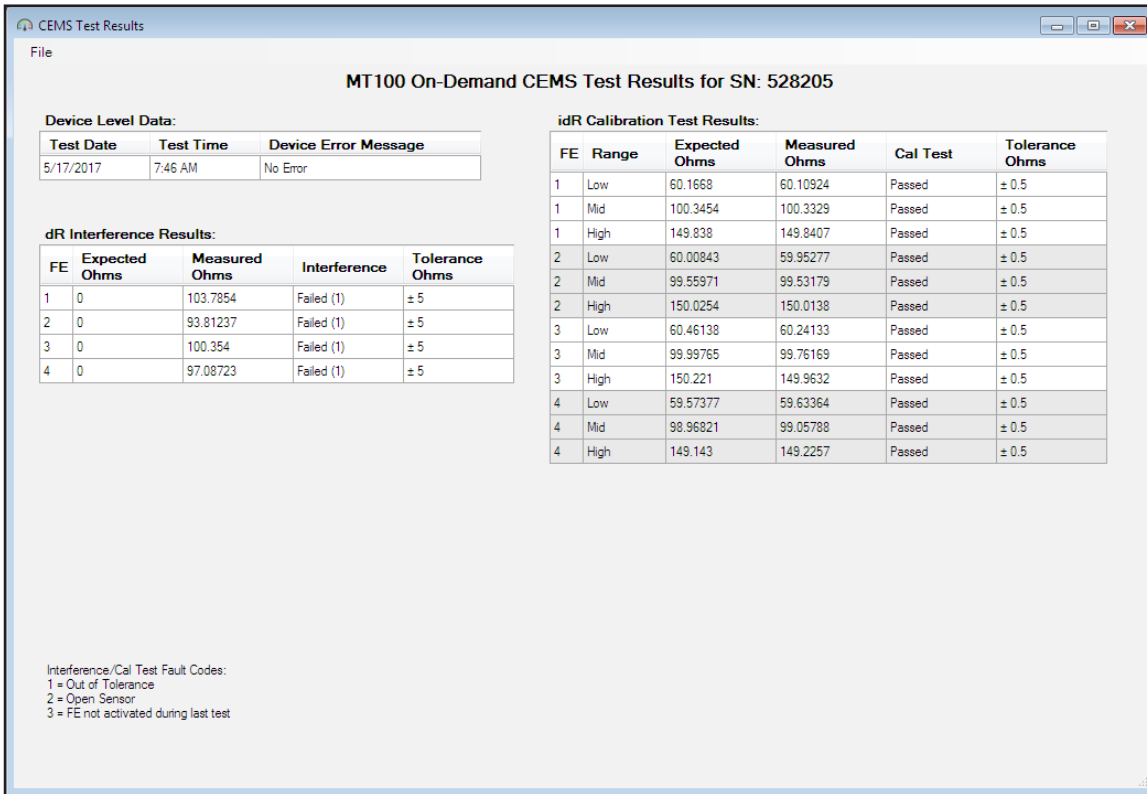 CEMS Test Results
File
MT100 On-Demand CEMS Test Results for SN: 528205
Device Level Data:
Test Date Test Time Device Error Message
5/17/2017 7:46 AM No Error
dR Interference Results:
FE Expected Ohms Measured Ohms Interference Tolerance Ohms
1 0 103.7854 Failed (1) ± 5
2 0 93.81237 Failed (1) ± 5
3 0 100.354 Failed (1) ± 5
4 0 97.08723 Failed (1) ± 5
idR Calibration Test Results:
FE Range Expected Ohms Measured Ohms Cal Test Tolerance Ohms
1 Low 60.1668 60.10924 Passed ± 0.5
1 Mid 100.3454 100.3329 Passed ± 0.5
1 High 149.838 149.8407 Passed ± 0.5
2 Low 60.00843 59.95277 Passed ± 0.5
2 Mid 99.55971 99.53179 Passed ± 0.5
2 High 150.0254 150.0138 Passed ± 0.5
3 Low 60.46138 60.24133 Passed ± 0.5
3 Mid 99.99765 99.76169 Passed ± 0.5
3 High 150.221 149.9632 Passed ± 0.5
4 Low 59.57377 59.63364 Passed ± 0.5
4 Mid 98.96821 99.05788 Passed ± 0.5
4 High 149.143 149.2257 Passed ± 0.5
Interference/Cal Test Fault Codes:
1 = Out of Tolerance
2 = Open Sensor
3 = FE not activated during last test